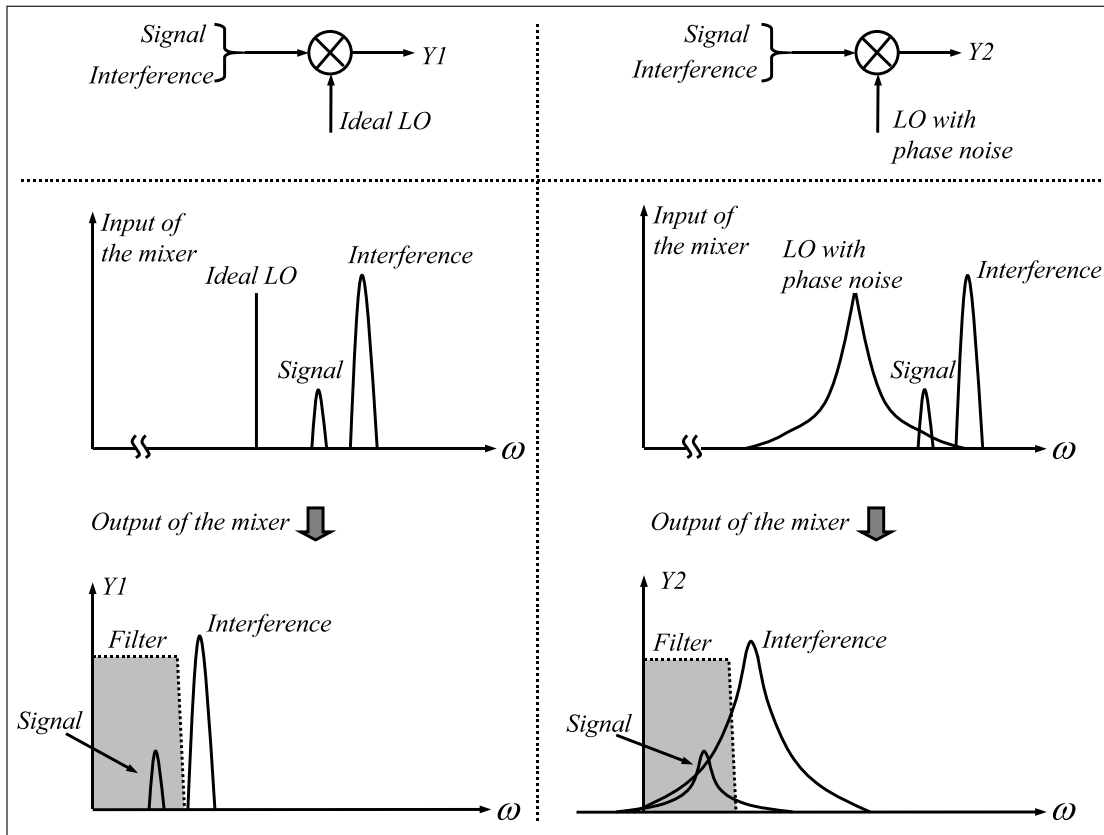 Signal
Interference
Y1
Ideal LO
Signal
Interference
Y2
LO with
phase noise
Input of
the mixer
Ideal LO
Interference
Signal
ω
Input of
the mixer
LO with
phase noise
Interference
Signal
ω
Output of the mixer
Output of the mixer
Y1
Filter
Interference
Signal
ω
Y2
Filter
Interference
Signal
ω